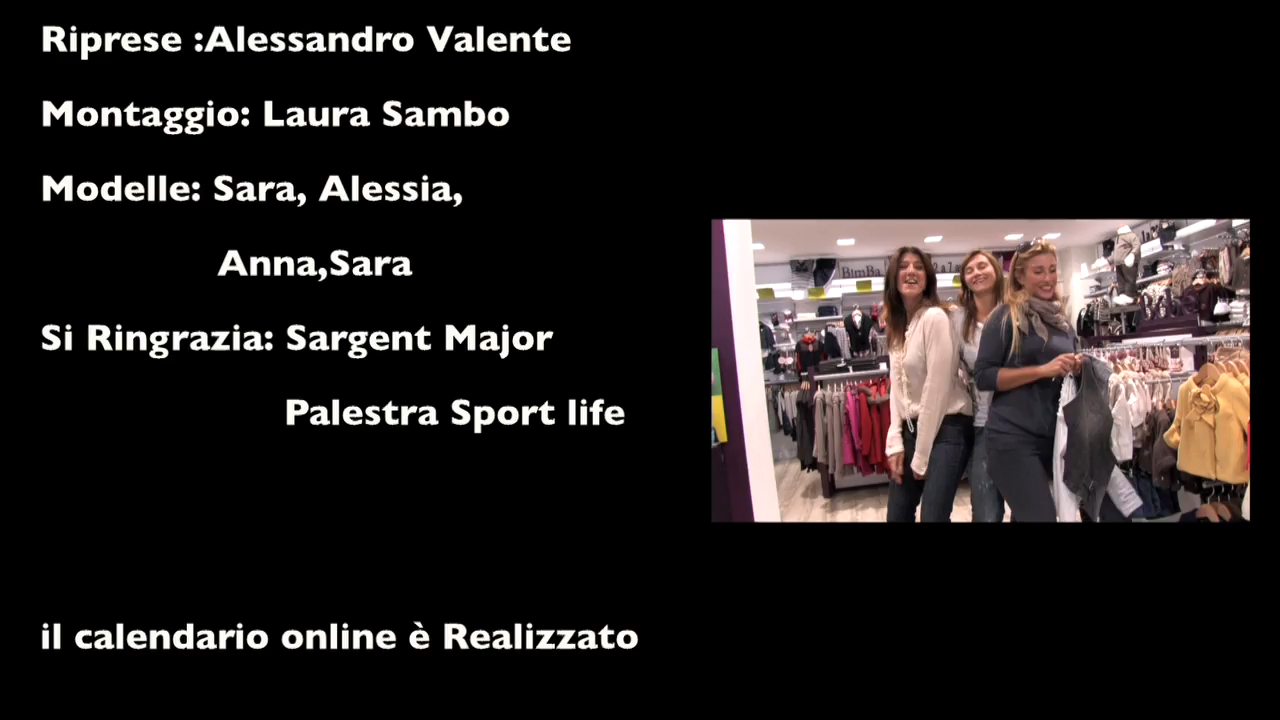 Riprese :Alessandro Valente
Montaggio: Laura Sambo
Modelle: Sara, Alessia,
Anna,Sara
Si Ringrazia: Sargent Major
Palestra Sport life
BimBa
il calendario online è Realizzato